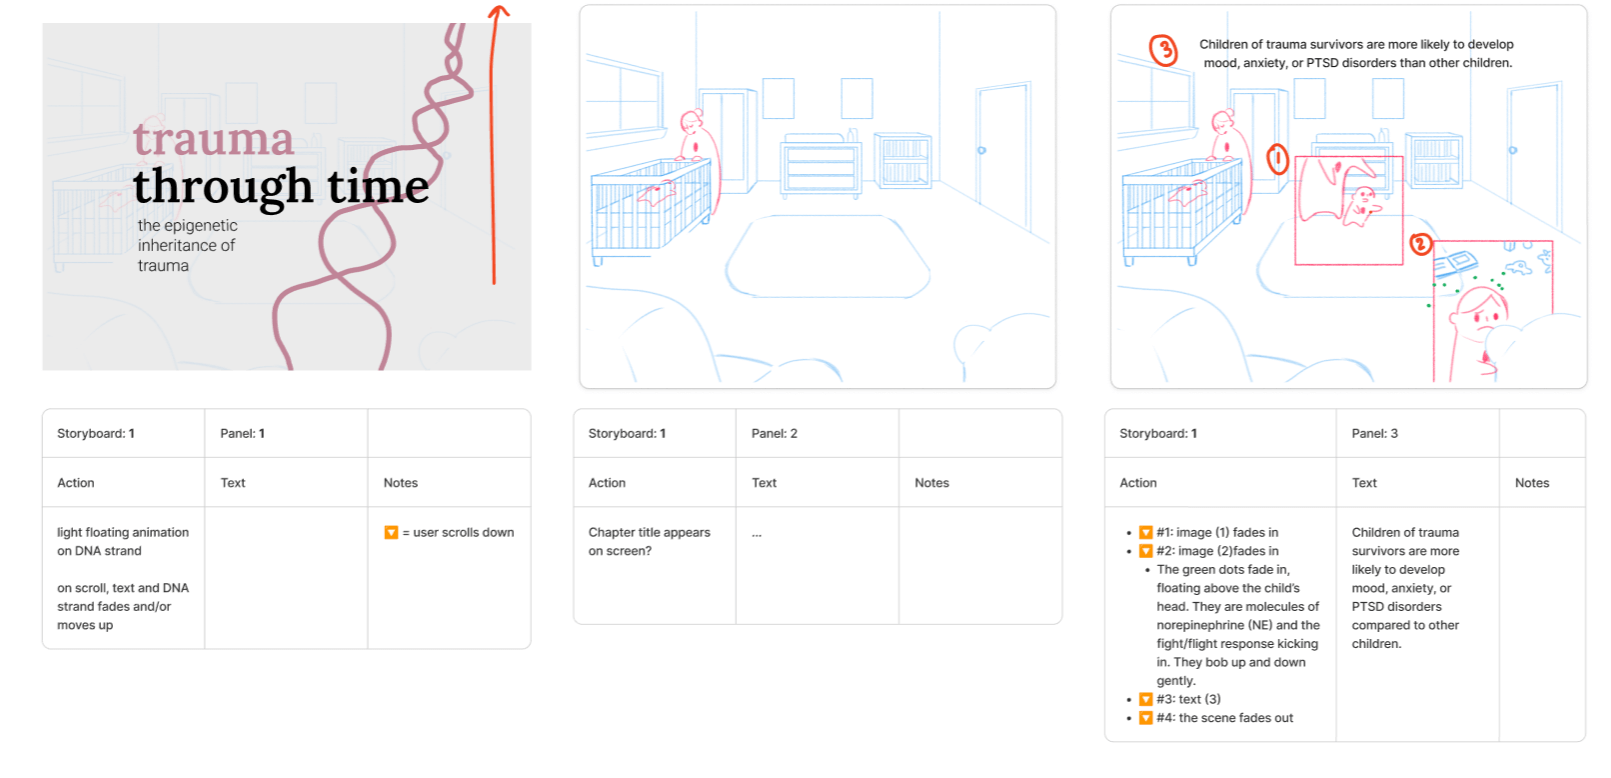 trauma
through time
the epigenetic
inheritance of
trauma
3
Children of trauma survivors are more likely to develop
mood, anxiety, or PTSD disorders than other children.
1
2
Storyboard: 1
Panel: 1
Action
Text
Notes
light floating animation
on DNA strand
on scroll, text and DNA
strand fades and/or
moves up
🔽 = user scrolls down
Storyboard: 1
Panel: 2
Action
Text
Notes
Chapter title appears
on screen?
...
Storyboard: 1
Panel: 3
Action
Text
Notes
• 🔽 #1: image (1) fades in
• 🔽 #2: image (2)fades in
• The green dots fade in,
floating above the child's
head. They are molecules of
norepinephrine (NE) and the
fight/flight response kicking
in. They bob up and down
gently.
• 🔽 #3: text (3)
• 🔽 #4: the scene fades out
Children of trauma
survivors are more
likely to develop
mood, anxiety, or
PTSD disorders
compared to other
children.